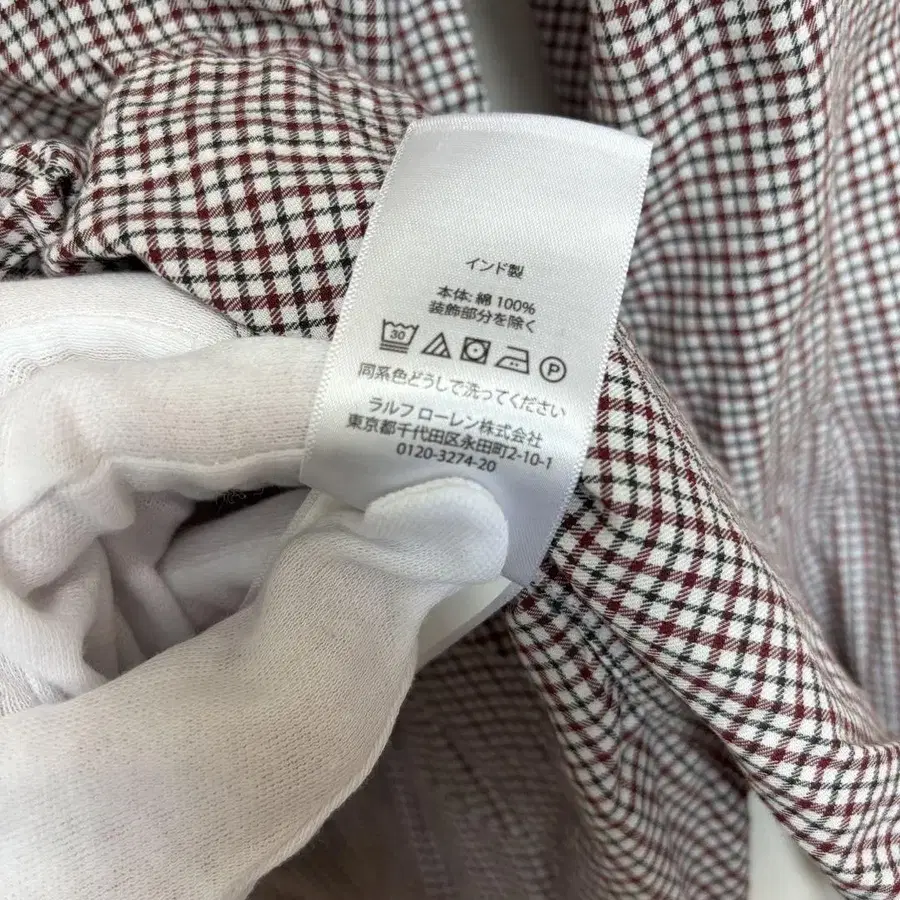 インド製
本体: 綿 100%
装飾部分を除く
30
P
同系色どうしで洗ってください
ラルフ ローレン株式会社
東京都千代田区永田町2-10-1
0120-3274-20